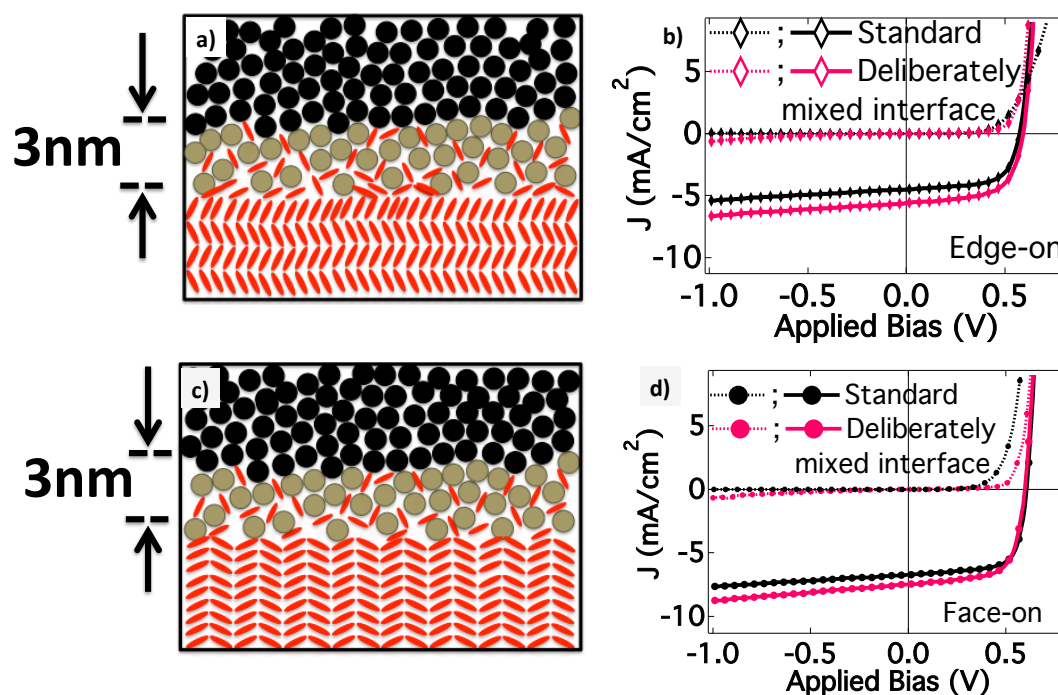 a)
3nm
b)
; Standard
; Deliberately
mixed interface
5
0
-5
-10
J (mA/cm2)
Edge-on
-1.0 -0.5 0.0 0.5
Applied Bias (V)
c)
3nm
d)
; Standard
; Deliberately
mixed interface
5
0
-5
-10
J (mA/cm2)
Face-on
-1.0 -0.5 0.0 0.5
Applied Bias (V)